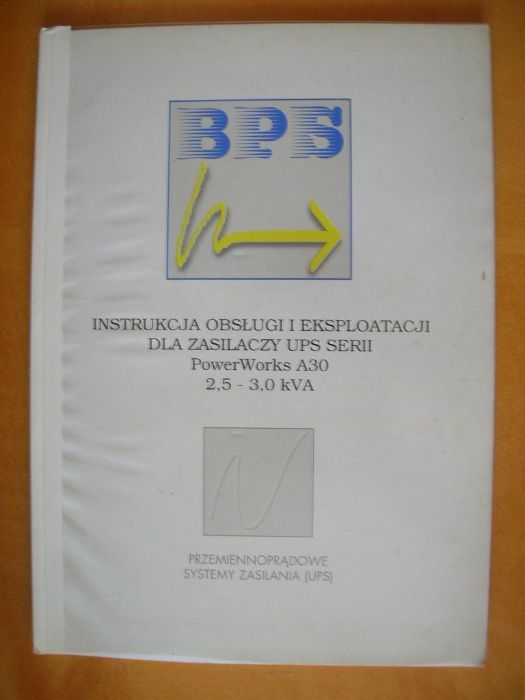 BPS
INSTRUKCJA OBSŁUGI I EKSPLOATACJI
DLA ZASILACZY UPS SERII
PowerWorks A30
2,5 - 3,0 kVA
PRZEMIENNOPRĄDOWE
SYSTEMY ZASILANIA (UPS)